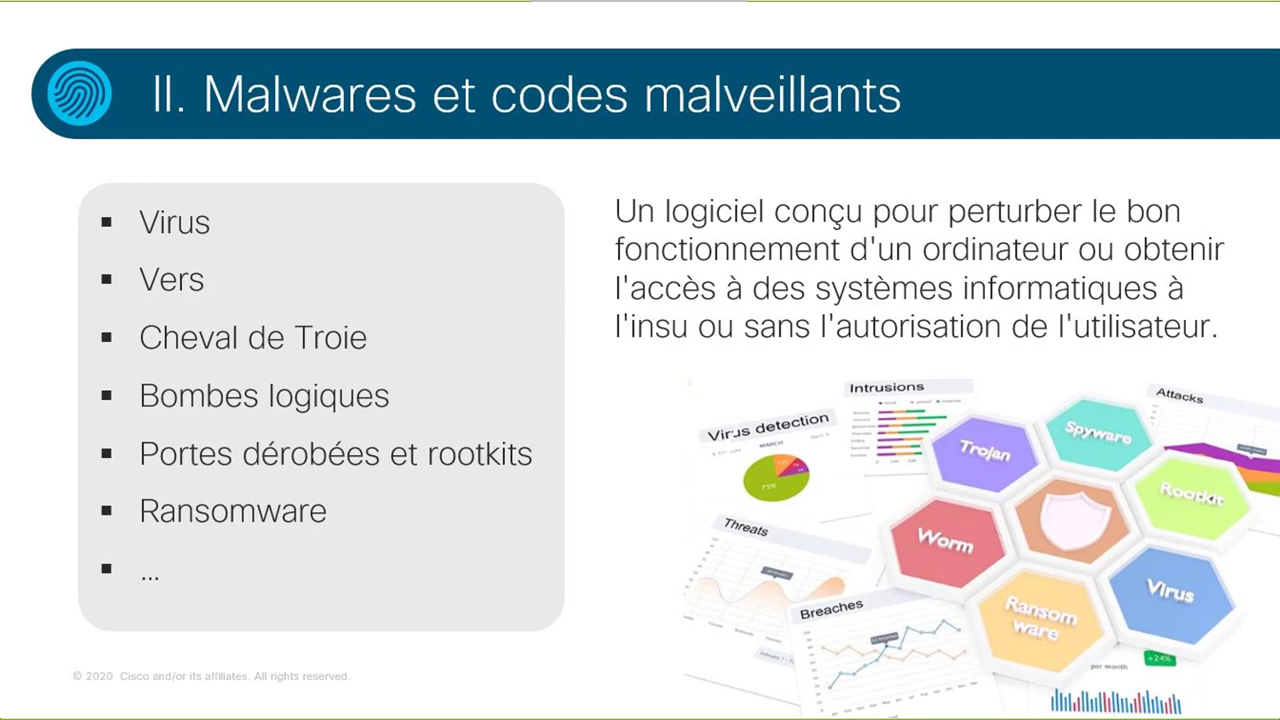 II. Malwares et codes malveillants
▪ Virus
▪ Vers
▪ Cheval de Troie
▪ Bombes logiques
▪ Portes dérobées et rootkits
▪ Ransomware
▪ ...
Un logiciel conçu pour perturber le bon
fonctionnement d'un ordinateur ou obtenir
l'accès à des systèmes informatiques à
l'insu ou sans l'autorisation de l'utilisateur.
Intrusions
Attacks
Virus detection
MARCH
75%
Trojan
Spyware
Rootkit
Worm
Threats
Virus
Ransom
ware
Breaches
per month
+24%
© 2020 Cisco and/or its affiliates. All rights reserved.